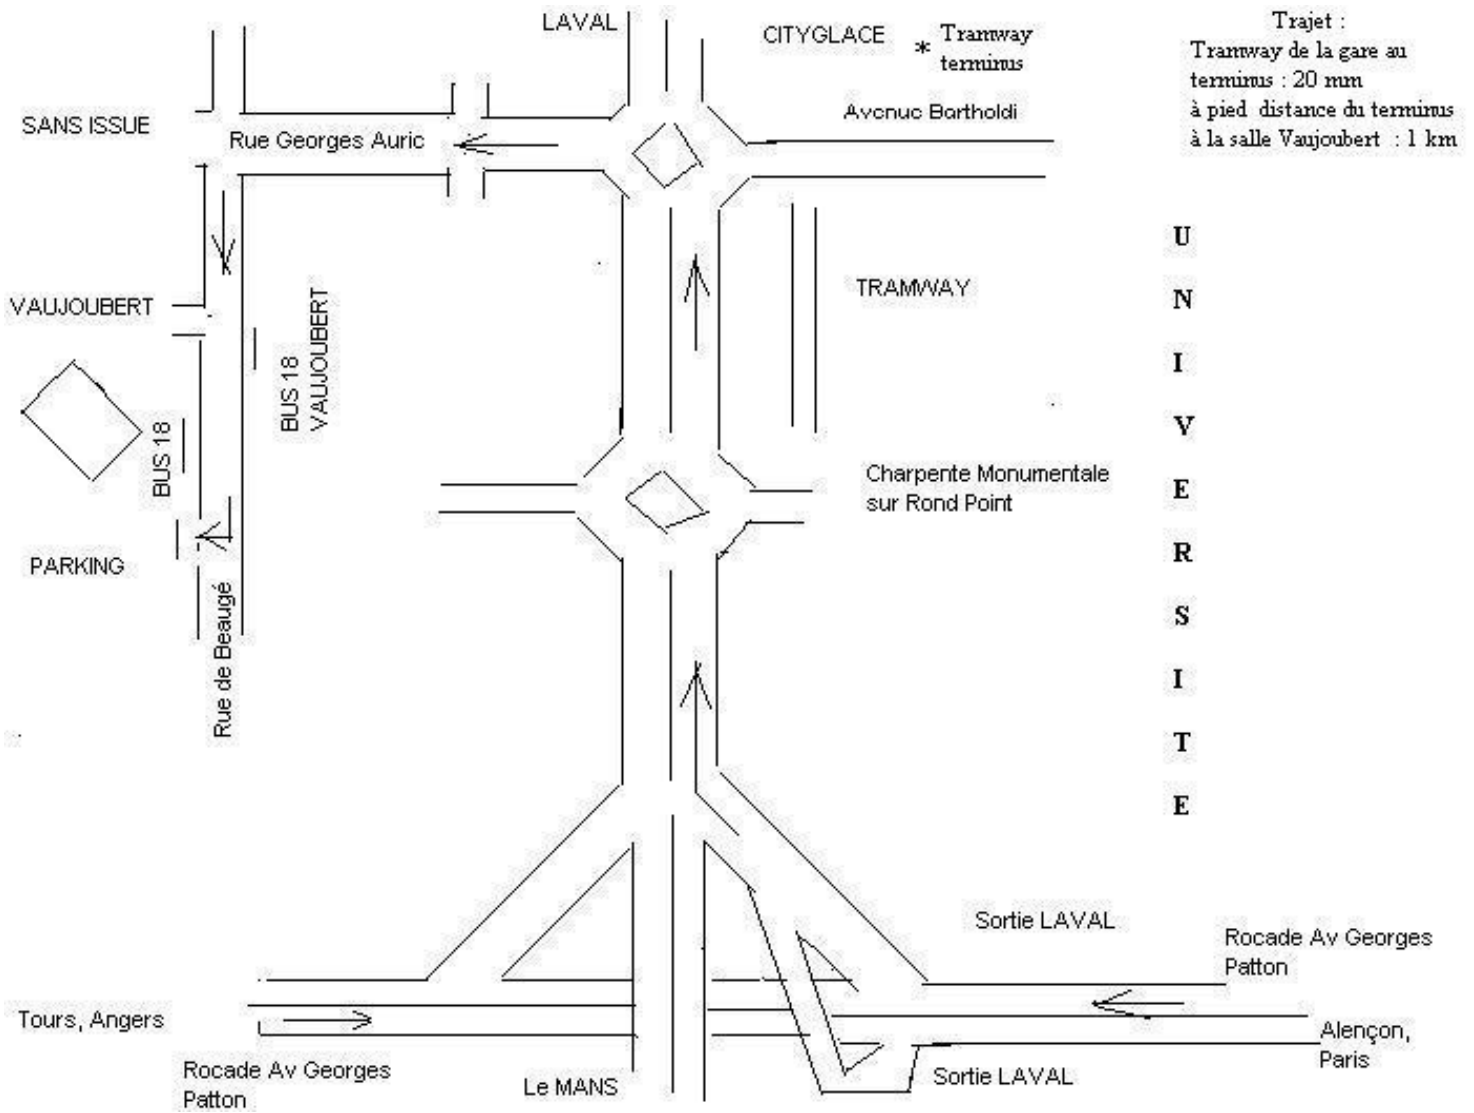 LAVAL
CITYGLACE
* Tramway
terminus
Trajet :
Tramway de la gare au
terminus : 20 mm
à pied distance du terminus
à la salle Vaujoubert : 1 km
SANS ISSUE
Rue Georges Auric
Avenue Bartholdi
VAUJOUBERT
BUS 18
VAUJOUBERT
BUS 18
TRAMWAY
UNIVERSITE
Charpente Monumentale
sur Rond Point
PARKING
Rue de Beaugé
Sortie LAVAL
Rocade Av Georges
Patton
Tours, Angers
Alençon,
Paris
Rocade Av Georges
Patton
Le MANS
Sortie LAVAL